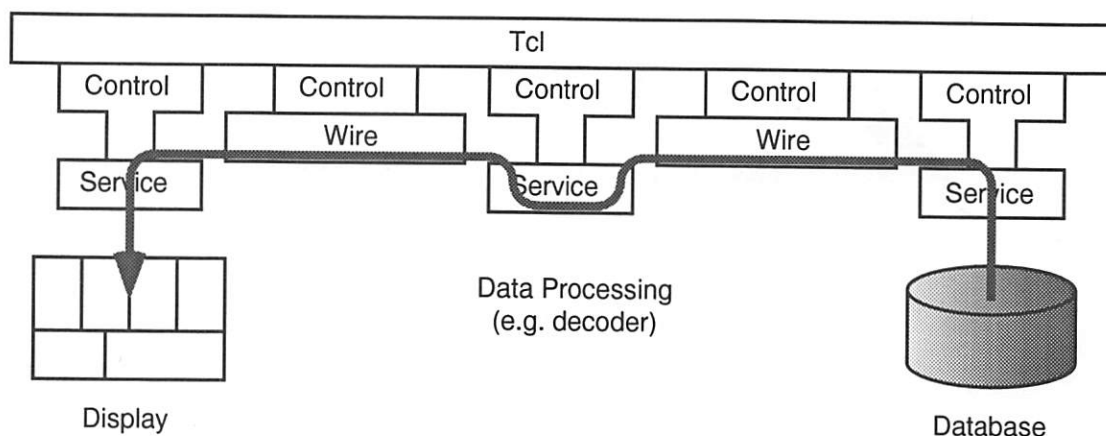 Tcl
Control
Control
Control
Control
Control
Wire
Wire
Service
Service
Service
Data Processing
(e.g. decoder)
Display
Database